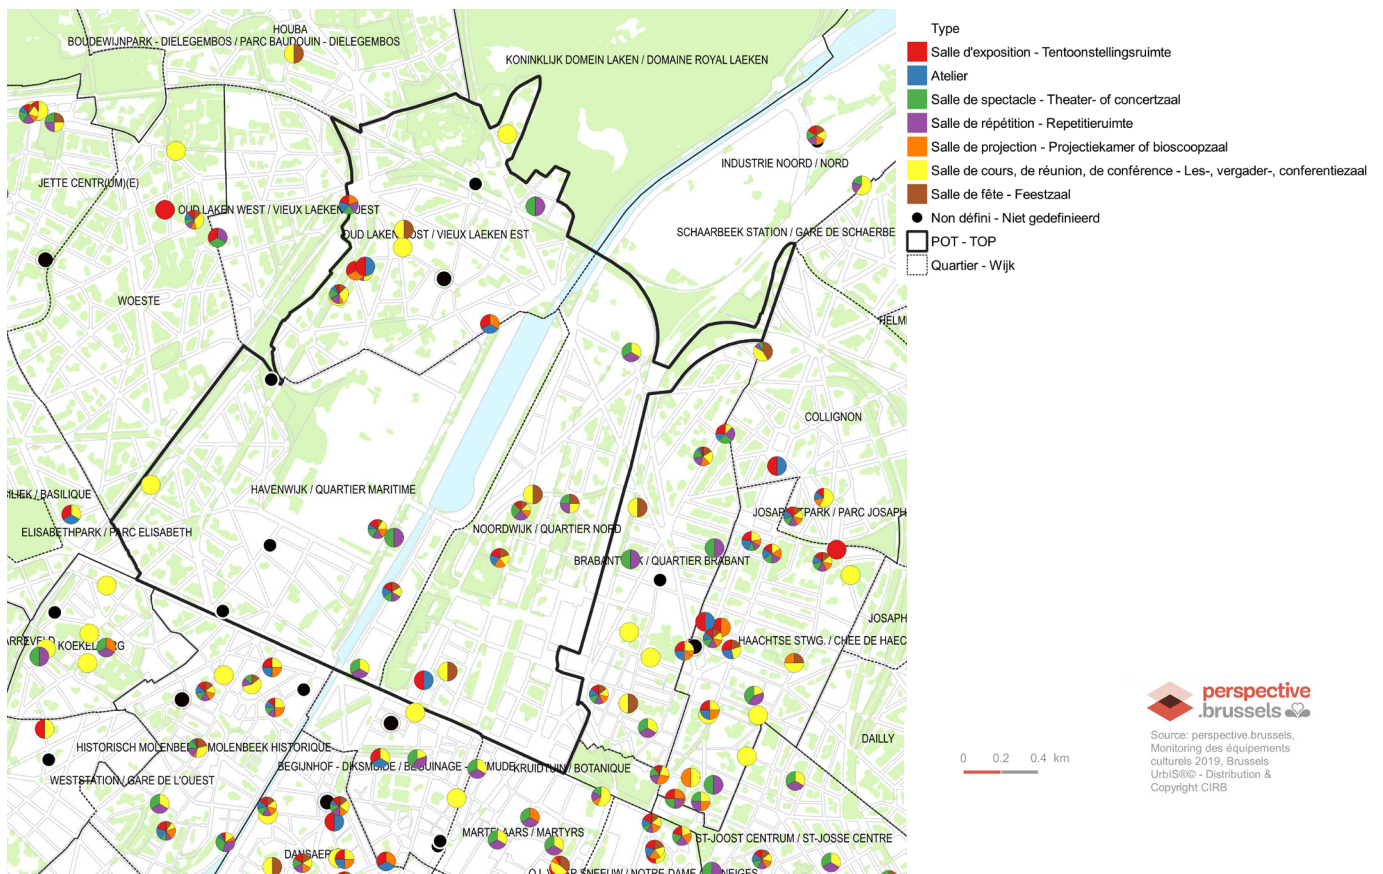 HOUBA
BOUDEWIJNPARK - DIELEGEMBOS / PARC BAUDOUIN - DIELEGEMBOS
KONINKLIJK DOMEIN LAKEN / DOMAINE ROYAL LAEKEN
INDUSTRIE NOORD / NORD
JETTE CENTR(UM)(E)
OUD LAKEN WEST / VIEUX LAEKEN OUEST
OUD LAKEN OOST / VIEUX LAEKEN EST
SCHAARBEEK STATION / GARE DE SCHAERBE
WOESTE
HELM
COLLIGNON
HAVENWIJK / QUARTIER MARITIME
ILIEK / BASILIQUE
ELISABETHPARK / PARC ELISABETH
NOORDWIJK / QUARTIER NORD
PARK / PARC JOSAPH
/ QUARTIER BRABANT
JOSAPH
KOEKELBERG
HAACHTSE STWG. / CHEE DE HAEC
DAILLY
HISTORISCH MOLENBEEK / MOLENBEEK HISTORIQUE
WESTSTATION / GARE DE L'OUEST
BEGIJNHOF - DIKSMUIDE / BEGUINAGE -
KRUIDTUIN / BOTANIQUE
MARTELAARS / MARTYRS
ST-JOOST CENTRUM / ST-JOSSE CENTRE
DANSAER
Type
Salle d'exposition - Tentoonstellingsruimte
Atelier
Salle de spectacle - Theater- of concertzaal
Salle de répétition - Repetitieruimte
Salle de projection - Projectiekamer of bioscoopzaal
Salle de cours, de réunion, de conférence - Les-, vergader-, conferentiezaal
Salle de fête - Feestzaal
Non défini - Niet gedefinieerd
POT - TOP
Quartier - Wijk
perspective
.brussels
Source: perspective.brussels,
Monitoring des équipements
culturels 2019, Brussels
UrbIS®© - Distribution &
Copyright CIRB
0 0.2 0.4 km